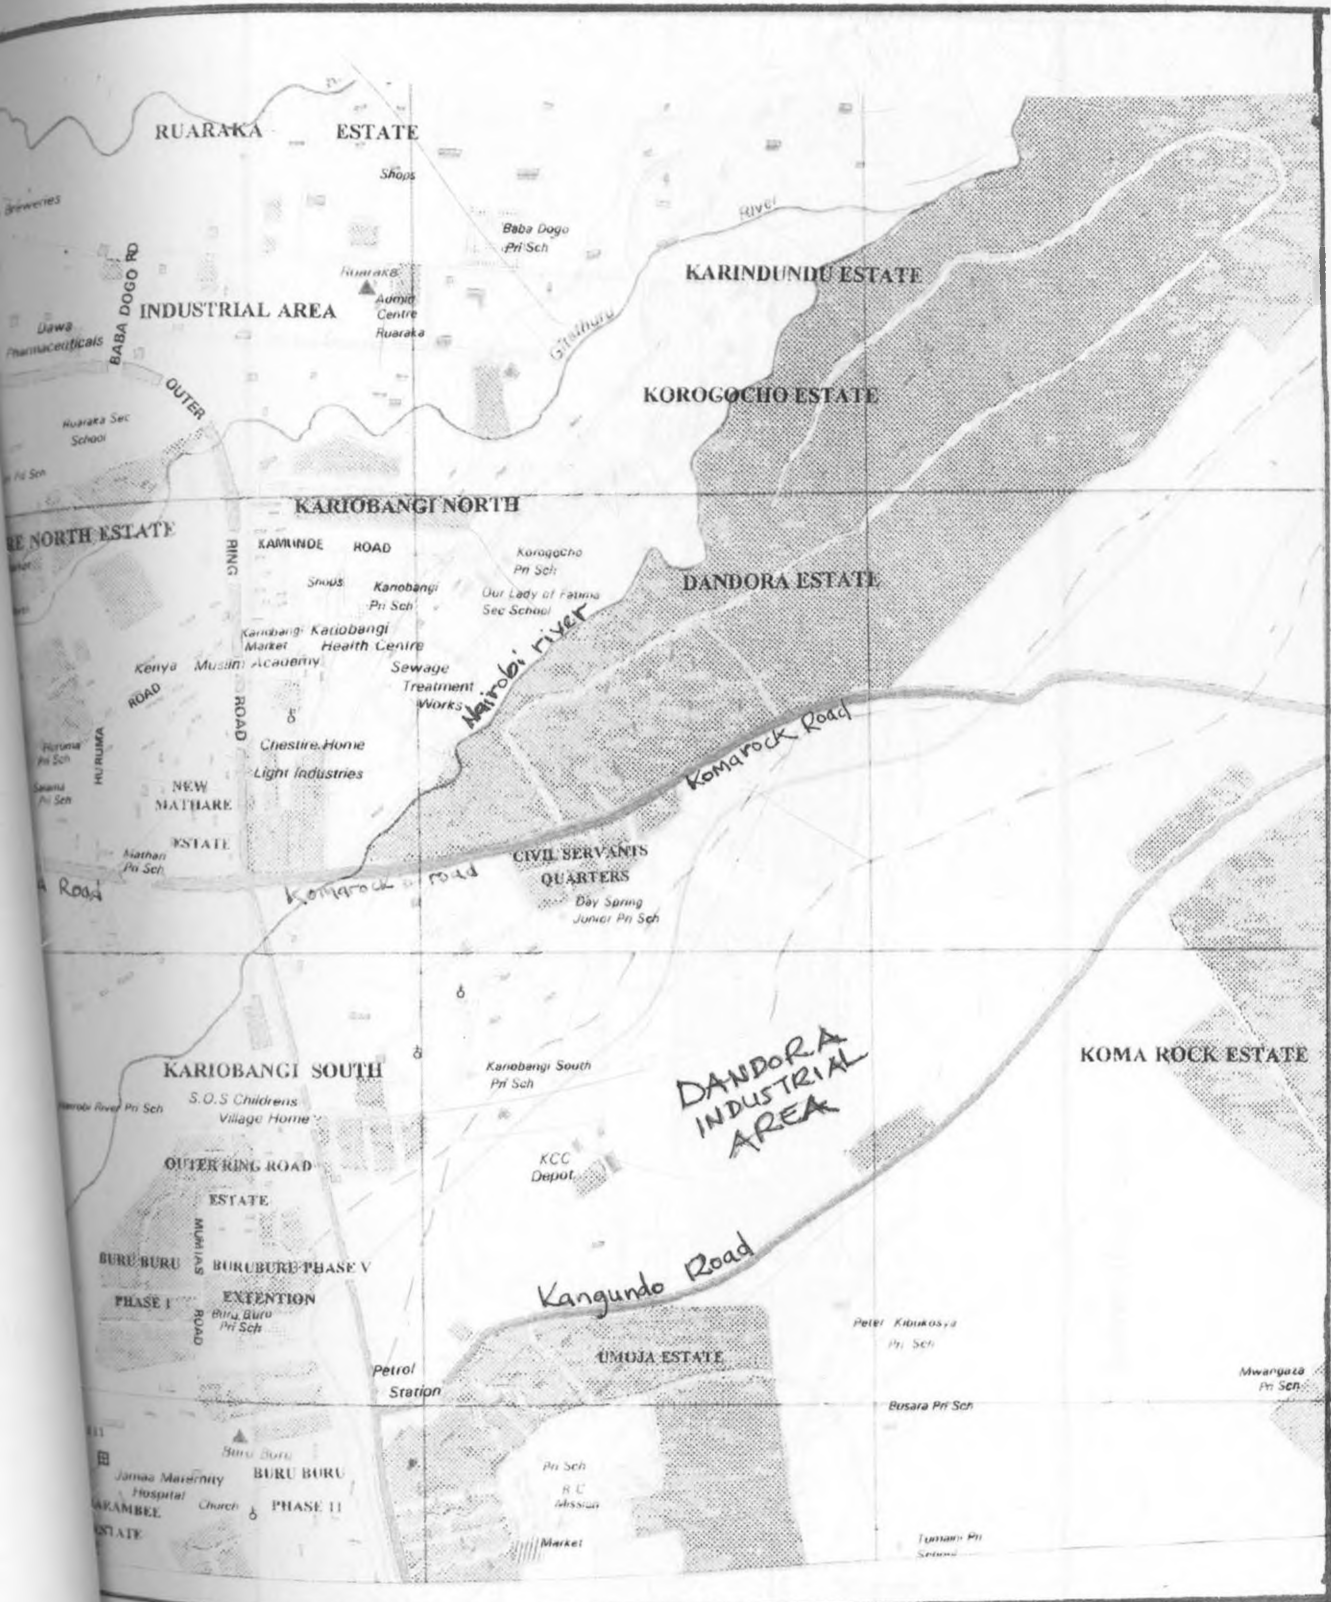 RUARAKA ESTATE
Shops
Breweries
River
Baba Dogo
Pri Sch
BABA DOGO RD
KARINDUNDU ESTATE
Ruaraka
INDUSTRIAL AREA
Admin
Centre
Ruaraka
Dawa
Pharmaceuticals
OUTER
KOROGOCHO ESTATE
Ruaraka Sec
School
Pri Sch
KARIOBANGI NORTH
NORTH ESTATE
RING
KAMUNDE ROAD
Korogocho
Pri Sch
DANDORA ESTATE
Shops
Kariobangi
Pri Sch
Our Lady of Fatima
Sec School
Nairobi river
Kariobangi
Market
Kariobangi
Health Centre
Kenya Muslim Academy
Sewage
Treatment
Works
ROAD
ROAD
HURUMA
Huruma
Pri Sch
Cheshire Home
Light Industries
Komarock Road
Pri Sch
NEW
MATHARE
ESTATE
Pri Sch
CIVIL SERVANTS
QUARTERS
Road
Komarock road
Day Spring
Junior Pri Sch
DANDORA
INDUSTRIAL
AREA
KOMA ROCK ESTATE
KARIOBANGI SOUTH
Kariobangi South
Pri Sch
Nairobi River Pri Sch
S.O.S Childrens
Village Home
OUTER RING ROAD
ESTATE
KCC
Depot
MUMIAS
ROAD
BURU BURU
PHASE I
BURUBURU PHASE V
EXTENTION
Buru Buru
Pri Sch
Kangundo Road
Petrol
Station
UMOJA ESTATE
Peter Kibukosya
Pri Sch
Mwangaza
Pri Sch
Busara Pri Sch
Buru Buru
BURU BURU
PHASE II
Jamaa Maternity
Hospital
Church
ESTATE
Pri Sch
R C
Mission
Market
Tumaini Pri
School